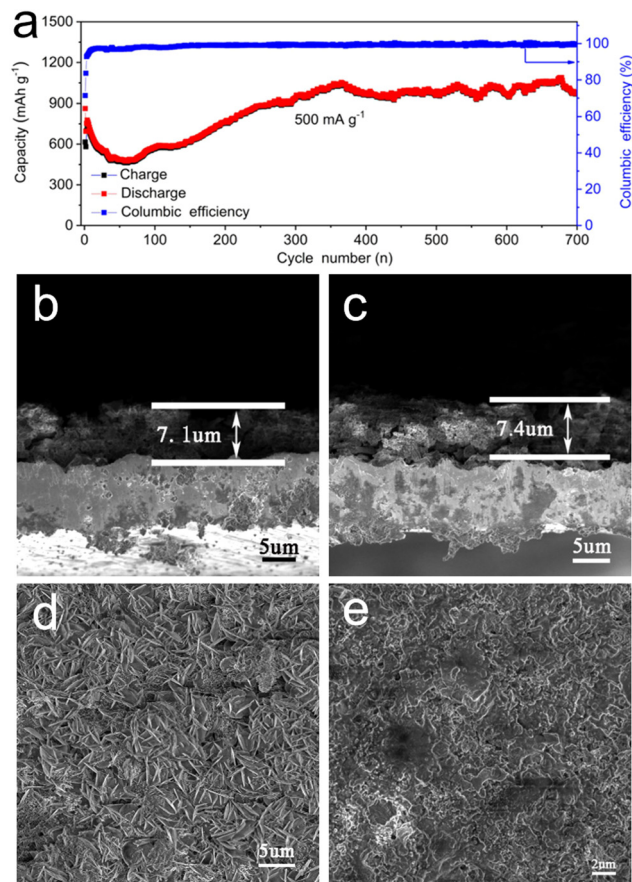 a
1500
1200
900
600
300
0
Capacity (mAh g⁻¹)
500 mA g⁻¹
Charge
Discharge
Columbic efficiency
0 100 200 300 400 500 600 700
Cycle number (n)
100
80
60
40
20
0
Columbic efficiency (%)
b
7. 1um
5um
c
7.4um
5um
d
5um
e
2μm